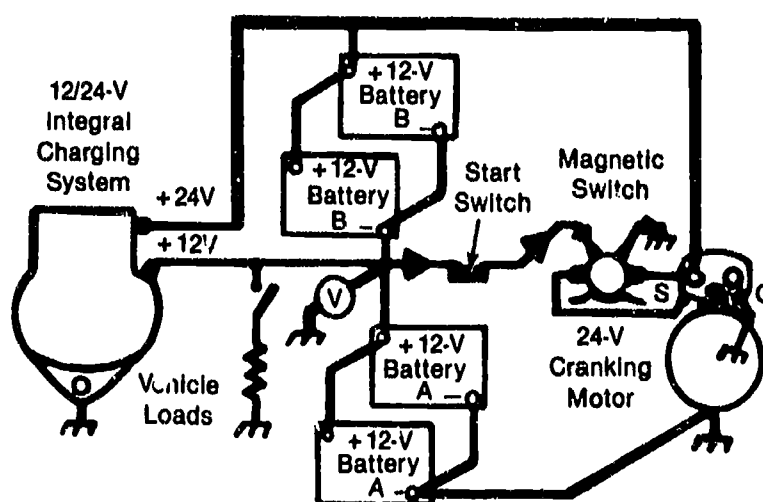 12/24-V
Integral
Charging
System
+24V
+12V
+12-V
Battery
B –
+12-V
Battery
B –
Start
Switch
Magnetic
Switch
V
S
24-V
Cranking
Motor
Vehicle
Loads
+12-V
Battery
A –
+12-V
Battery
A –